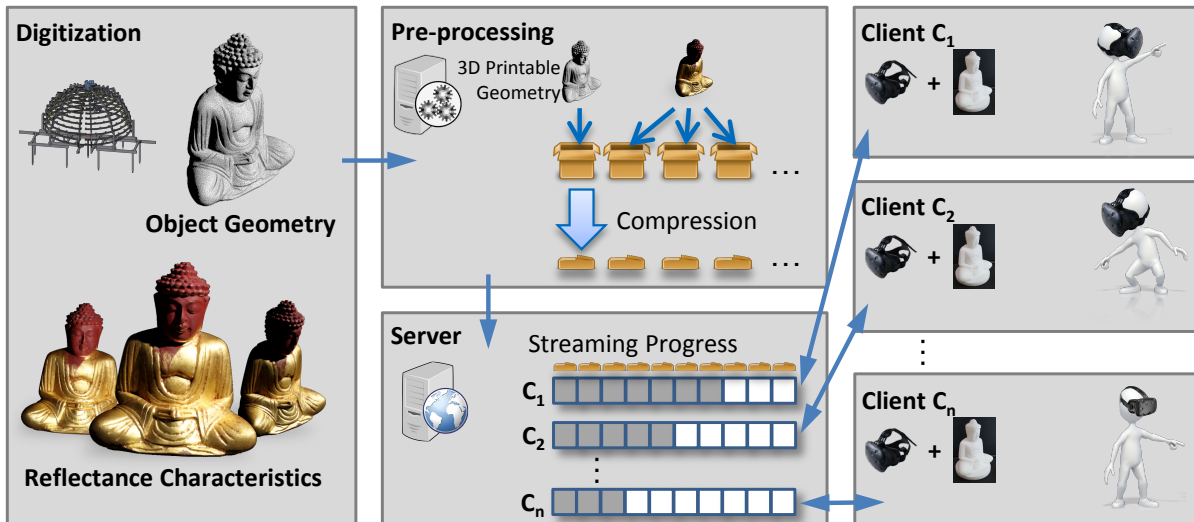 Digitization
Object Geometry
Reflectance Characteristics
Pre-processing
3D Printable
Geometry
...
Compression
...
Server
Streaming Progress
C1
C2
⋮
Cn
Client C1
+
Client C2
+
⋮
Client Cn
+